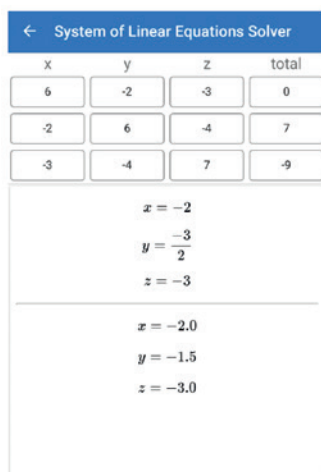 ← System of Linear Equations Solver
x y z total
6 -2 -3 0
-2 6 -4 7
-3 -4 7 -9
x = −2
y = −3/2
z = −3
x = −2.0
y = −1.5
z = −3.0